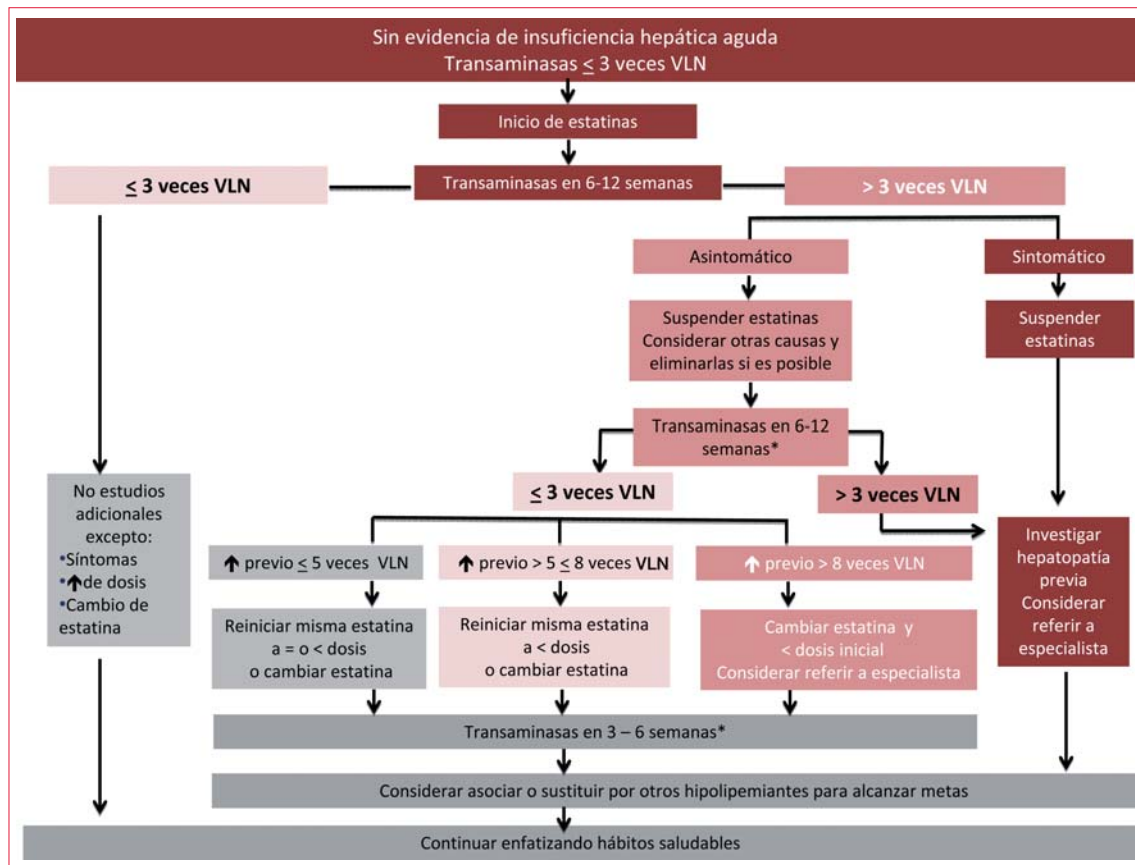 Sin evidencia de insuficiencia hepática aguda
Transaminasas ≤ 3 veces VLN
Inicio de estatinas
≤ 3 veces VLN
Transaminasas en 6-12 semanas
> 3 veces VLN
Asintomático
Sintomático
Suspender estatinas
Considerar otras causas y
eliminarlas si es posible
Suspender
estatinas
Transaminasas en 6-12
semanas*
≤ 3 veces VLN
> 3 veces VLN
No estudios
adicionales
excepto:
•Síntomas
•↑de dosis
•Cambio de
estatina
↑ previo ≤ 5 veces VLN
↑ previo > 5 ≤ 8 veces VLN
↑ previo > 8 veces VLN
Investigar
hepatopatía
previa
Considerar
referir a
especialista
Reiniciar misma estatina
a = o < dosis
o cambiar estatina
Reiniciar misma estatina
a < dosis
o cambiar estatina
Cambiar estatina y
< dosis inicial
Considerar referir a especialista
Transaminasas en 3 – 6 semanas*
Considerar asociar o sustituir por otros hipolipemiantes para alcanzar metas
Continuar enfatizando hábitos saludables